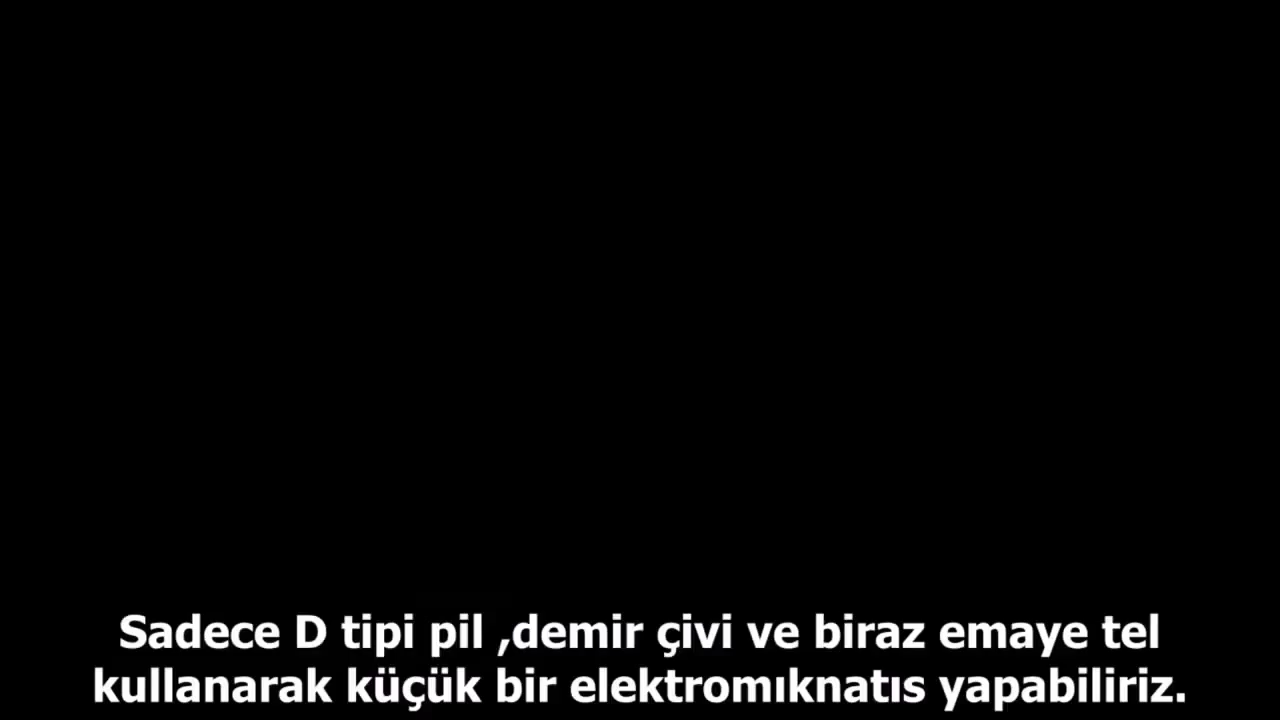 Sadece D tipi pil ,demir çivi ve biraz emaye tel
kullanarak küçük bir elektromıknatıs yapabiliriz.